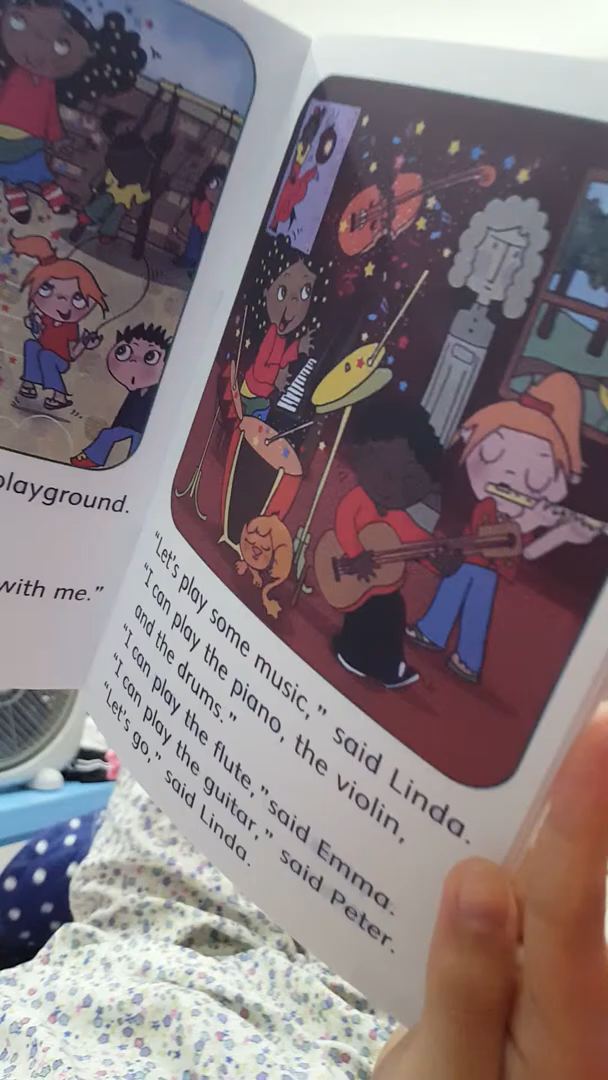 playground.
with me."
"Let's play some music," said Linda.
"I can play the piano, the violin,
and the drums."
"I can play the flute," said Emma.
"I can play the guitar," said Peter.
"Let's go," said Linda.